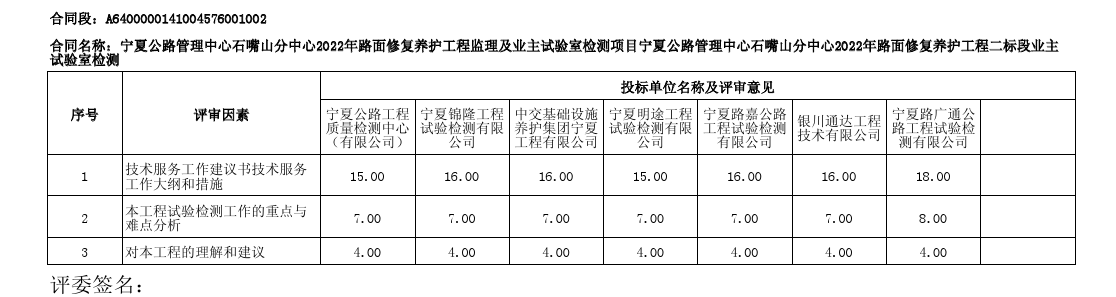 合同段：A6400000141004576001002
合同名称：宁夏公路管理中心石嘴山分中心2022年路面修复养护工程监理及业主试验室检测项目宁夏公路管理中心石嘴山分中心2022年路面修复养护工程二标段业主
试验室检测
序号 评审因素 投标单位名称及评审意见
宁夏公路工程 宁夏锦隆工程 中交基础设施 宁夏明途工程 宁夏路嘉公路 银川通达工程 宁夏路广通公
质量检测中心 试验检测有限 养护集团宁夏 试验检测有限 工程试验检测 技术有限公司 路工程试验检
（有限公司） 公司 工程有限公司 公司 有限公司 测有限公司
技术服务工作建议书技术服务
1 工作大纲和措施 15.00 16.00 16.00 15.00 16.00 16.00 18.00
本工程试验检测工作的重点与
2 难点分析 7.00 7.00 7.00 7.00 7.00 7.00 8.00
3 对本工程的理解和建议 4.00 4.00 4.00 4.00 4.00 4.00 4.00
评委签名：